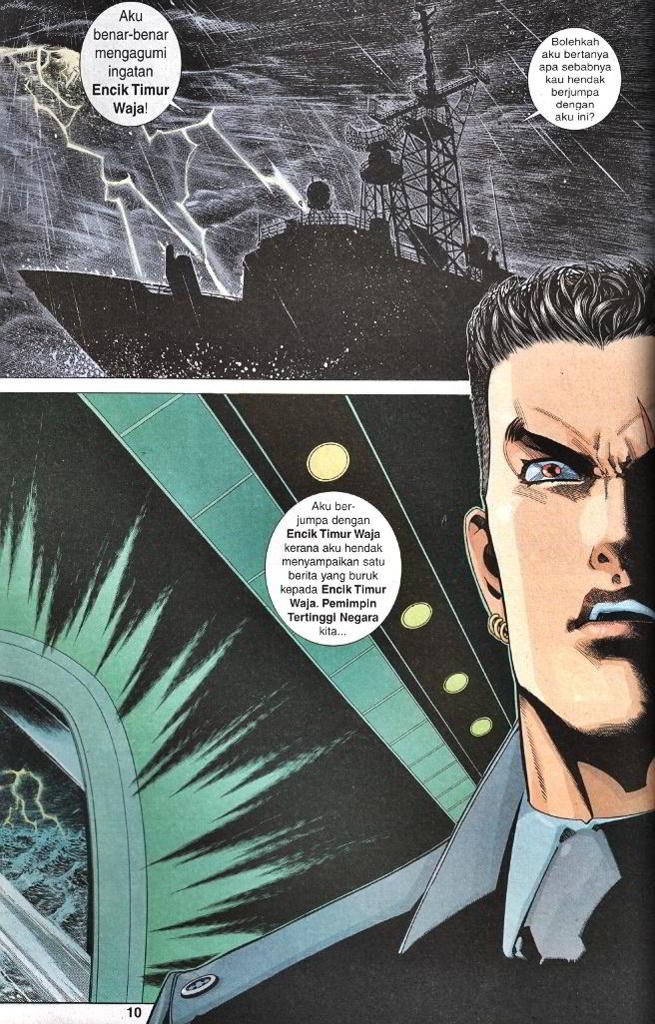 Aku
benar-benar
mengagumi
ingatan
Encik Timur
Waja!
Bolehkah
aku bertanya
apa sebabnya
kau hendak
berjumpa
dengan
aku ini?
Aku ber-
jumpa dengan
Encik Timur Waja
kerana aku hendak
menyampaikan satu
berita yang buruk
kepada Encik Timur
Waja. Pemimpin
Tertinggi Negara
kita...
10